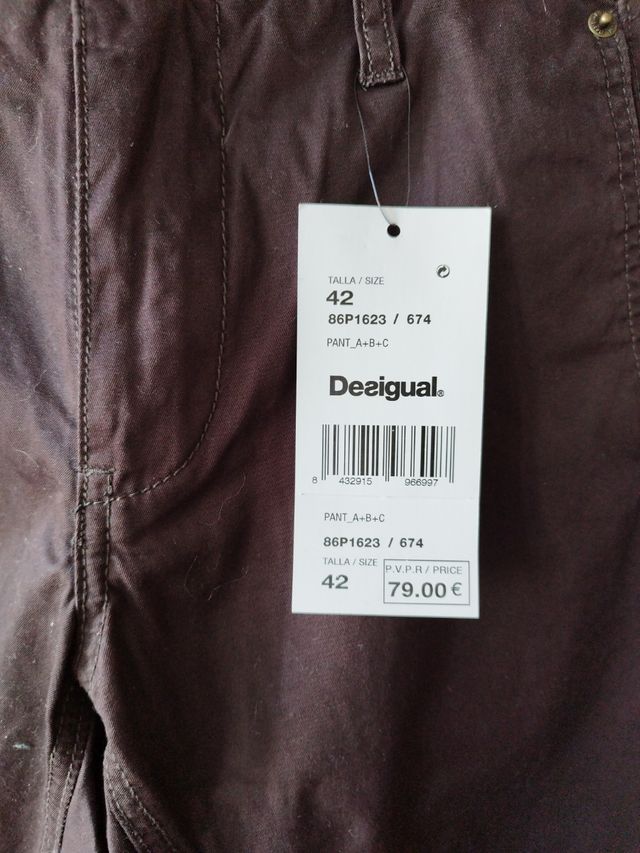 TALLA / SIZE
42
86P1623 / 674
PANT_A+B+C
Desigual®
8 432915 966997
PANT_A+B+C
86P1623 / 674
TALLA / SIZE
42
P.V.P.R / PRICE
79.00 €